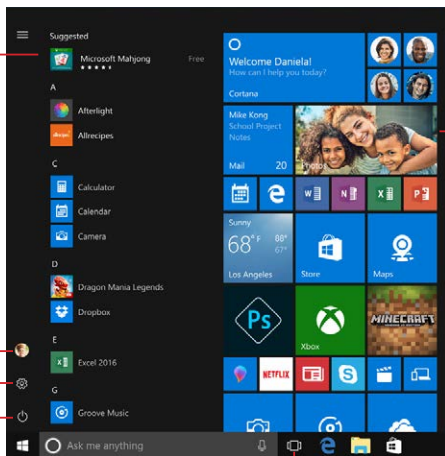 Suggested
Microsoft Mahjong
Free
A
Afterlight
Allrecipes
C
Calculator
Calendar
Camera
D
Dragon Mania Legends
Dropbox
E
Excel 2016
G
Groove Music
Ask me anything
Welcome Daniela!
How can I help you today?
Cortana
Mike Kong
School Project
Notes
Mail 20
Photos
Sunny
68°F 88°
67°
Los Angeles
Store
Maps
Ps
Xbox
MINECRAFT
NETFLIX